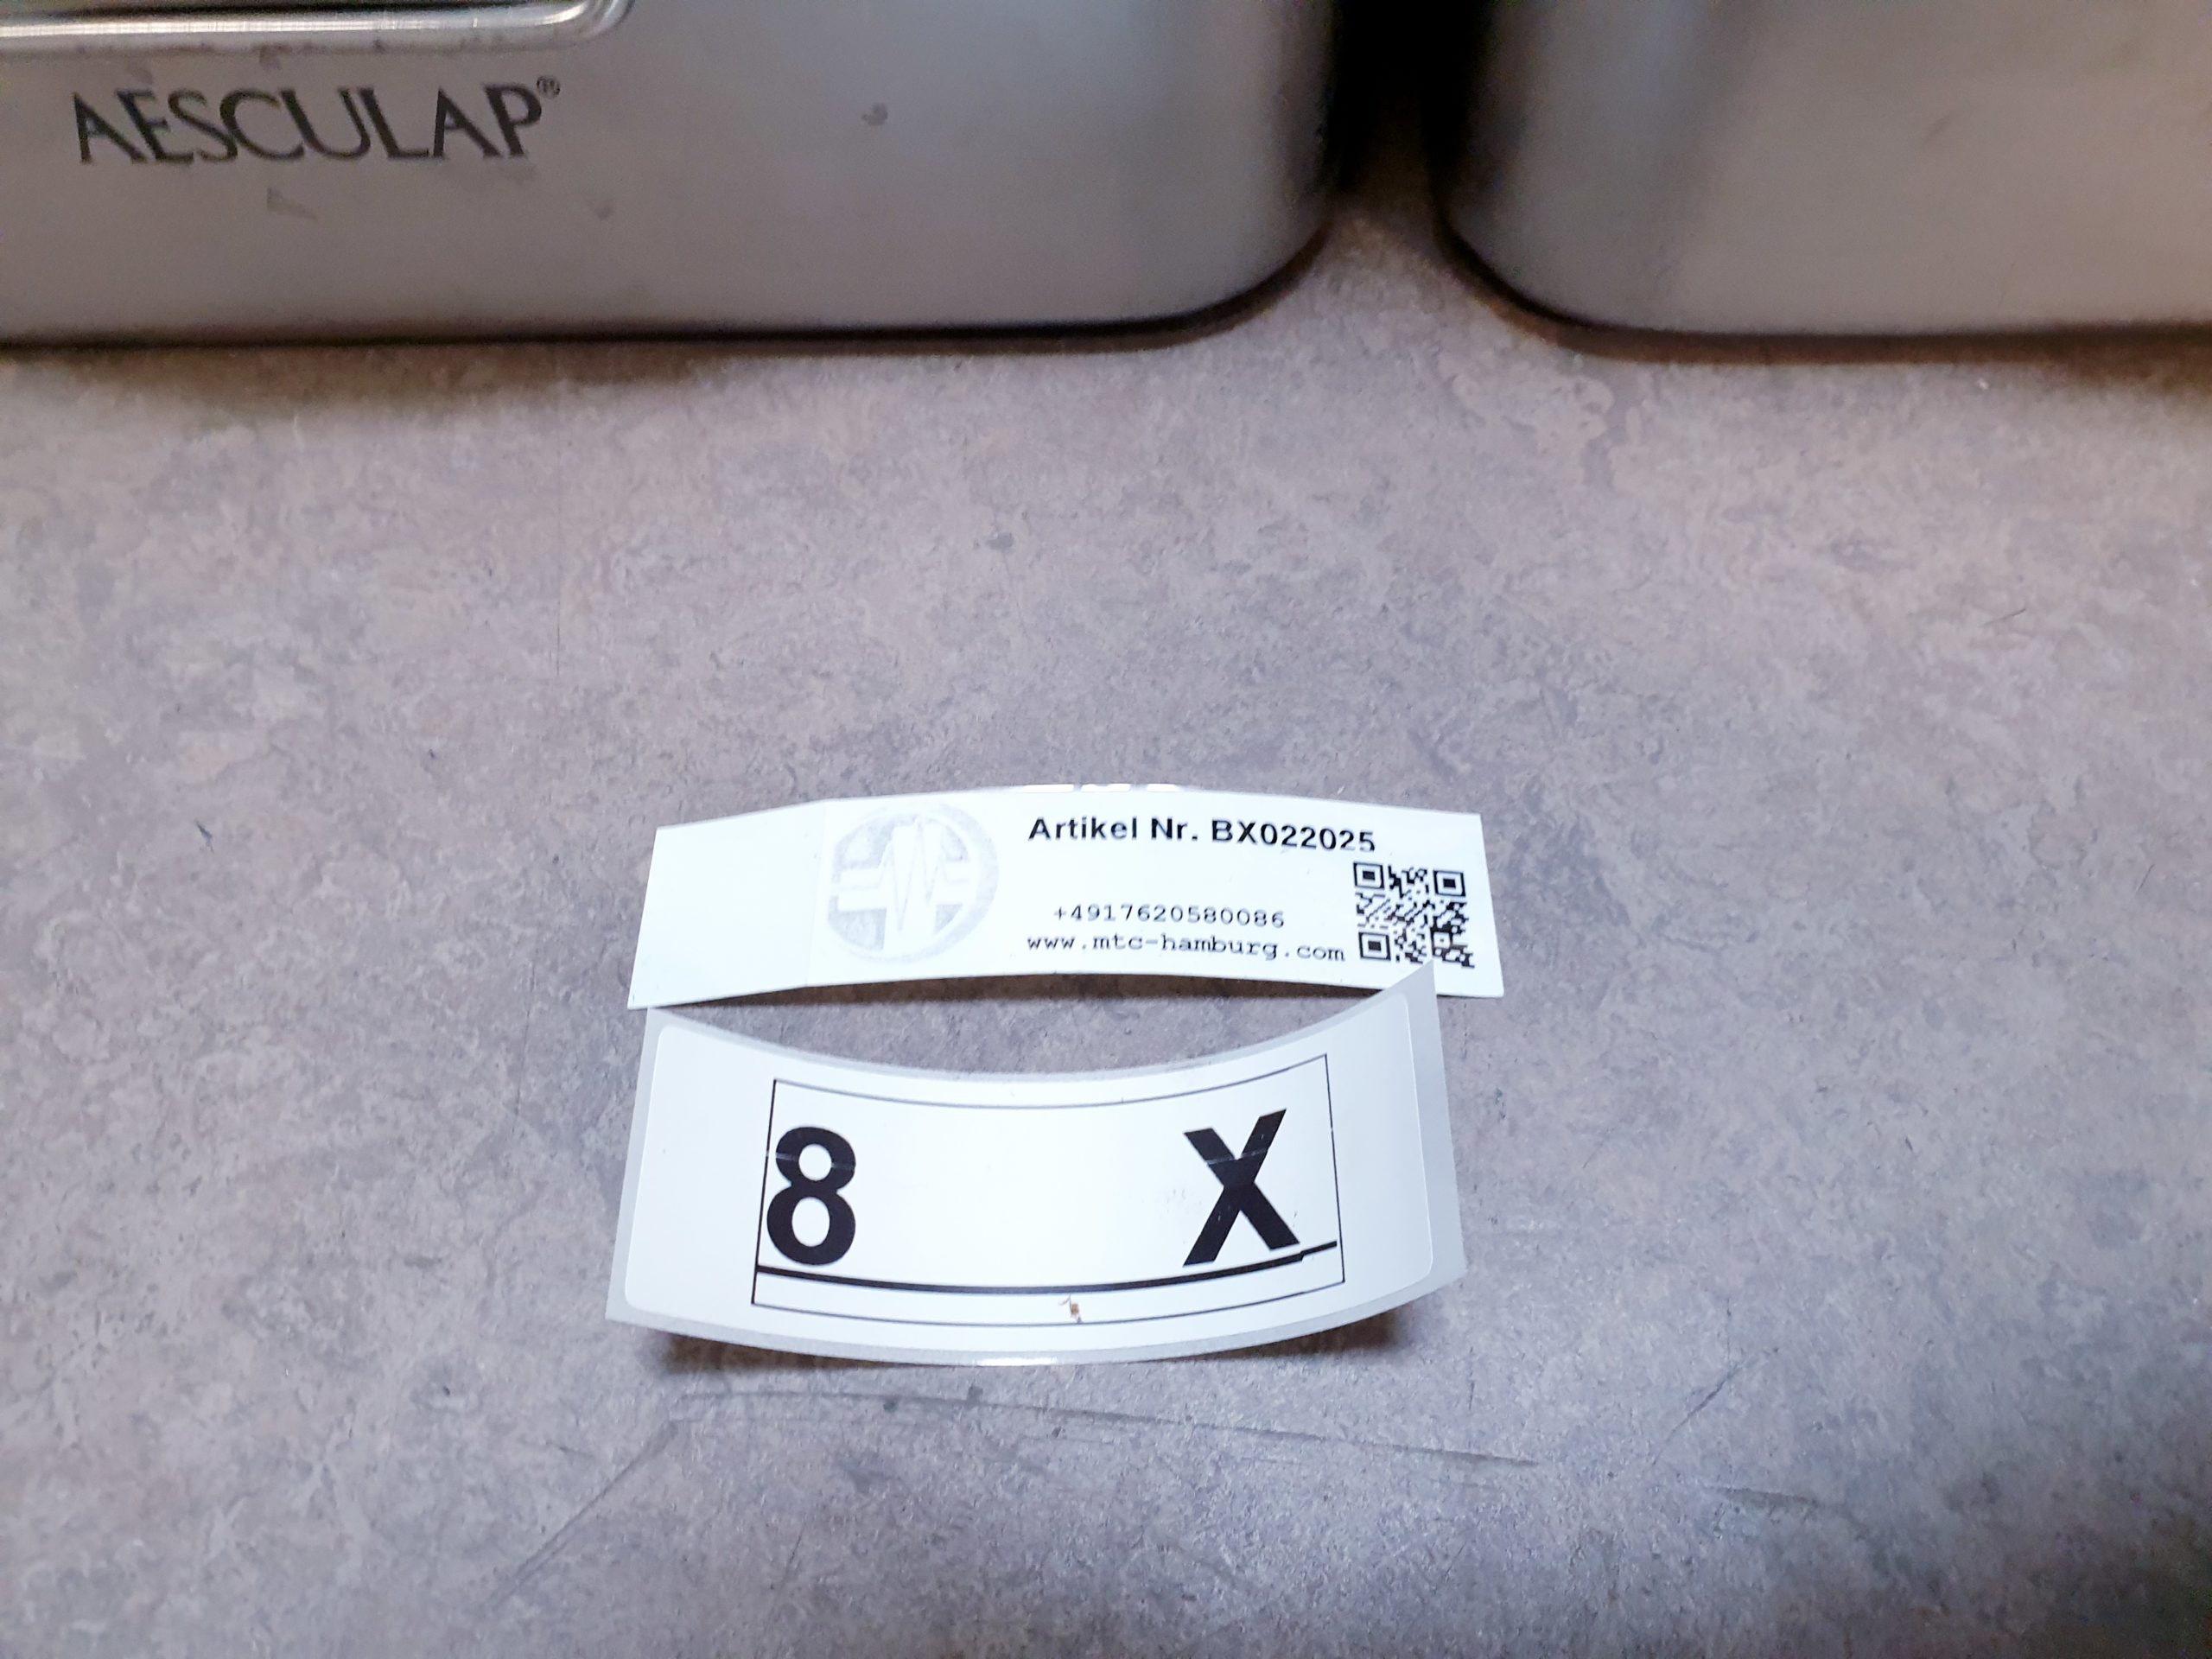 AESCULAP®
Artikel Nr. BX022025
+4917620580086
www.mtc-hamburg.com
8 X